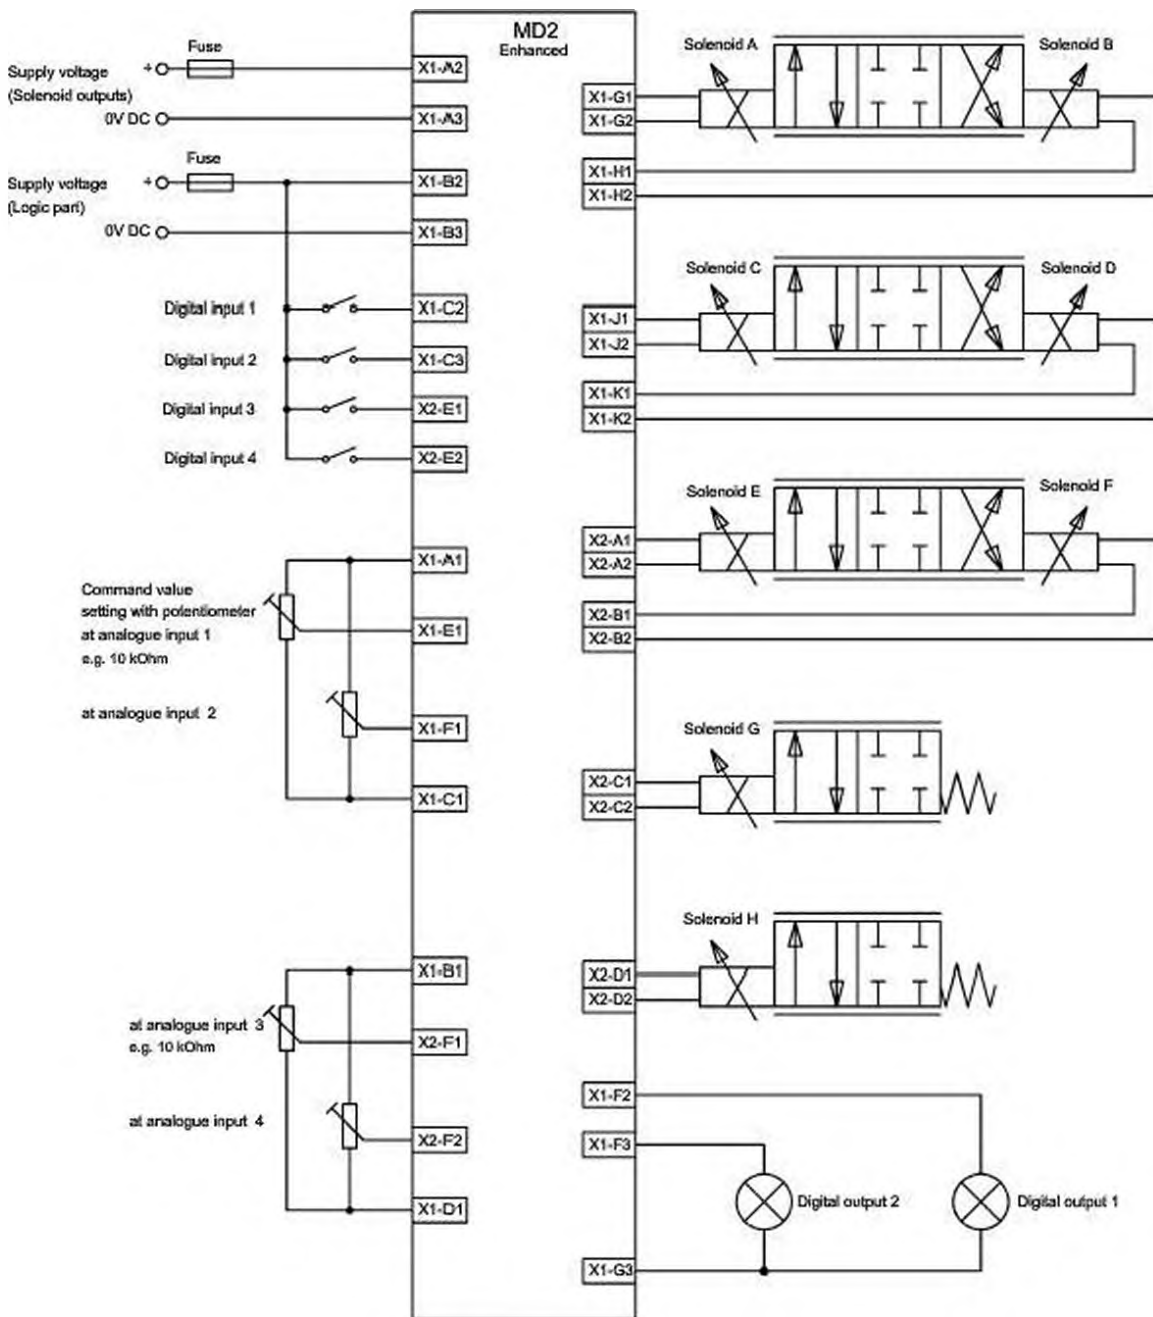 MD2
Enhanced
Fuse
+
X1-A2
Supply voltage
(Solenoid outputs)
0V DC
X1-A3
Fuse
+
X1-B2
Supply voltage
(Logic part)
0V DC
X1-B3
Digital input 1
X1-C2
Digital input 2
X1-C3
Digital input 3
X2-E1
Digital input 4
X2-E2
X1-A1
Command value
setting with potentiometer
at analogue input 1
e.g. 10 kOhm
X1-E1
at analogue input 2
X1-F1
X1-C1
X1-B1
at analogue input 3
e.g. 10 kOhm
X2-F1
at analogue input 4
X2-F2
X1-D1
Solenoid A
Solenoid B
X1-G1
X1-G2
X1-H1
X1-H2
Solenoid C
Solenoid D
X1-J1
X1-J2
X1-K1
X1-K2
Solenoid E
Solenoid F
X2-A1
X2-A2
X2-B1
X2-B2
Solenoid G
X2-C1
X2-C2
Solenoid H
X2-D1
X2-D2
X1-F2
X1-F3
Digital output 2
Digital output 1
X1-G3